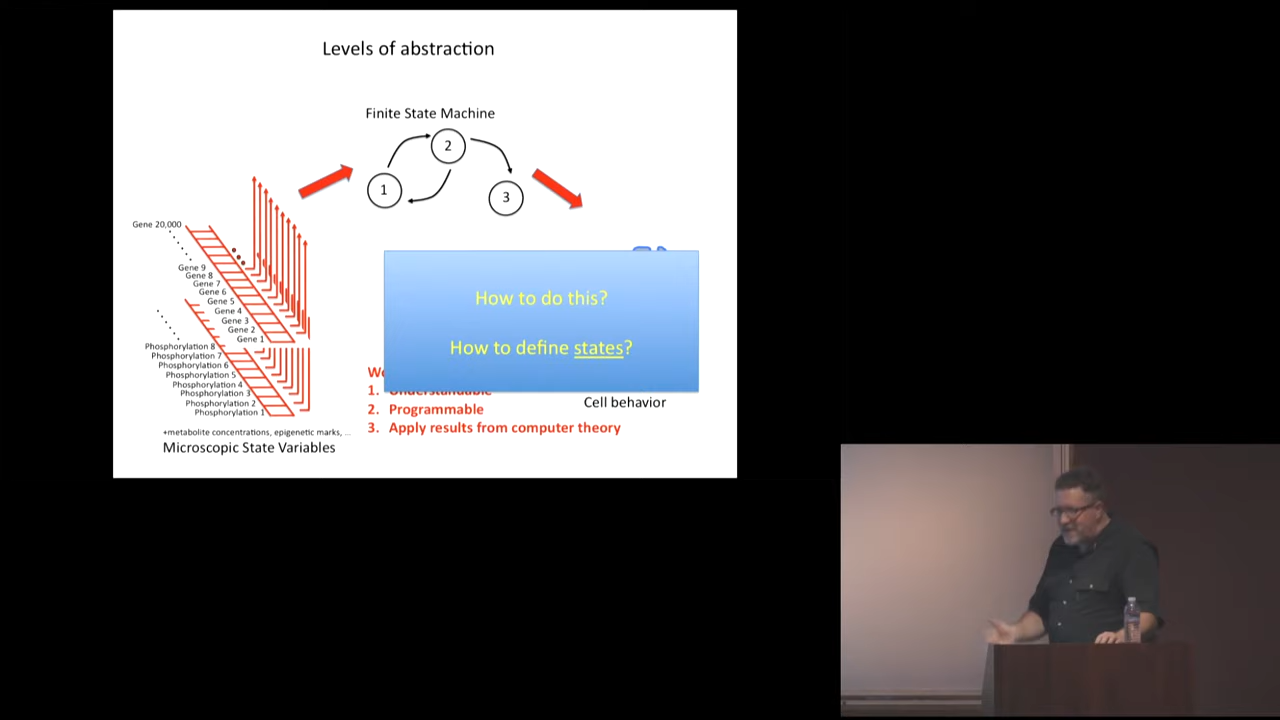 Levels of abstraction
Finite State Machine
2
1
3
Gene 20,000
Gene 9
Gene 8
Gene 7
Gene 6
Gene 5
Gene 4
Gene 3
Gene 2
Gene 1
Phosphorylation 8
Phosphorylation 7
Phosphorylation 6
Phosphorylation 5
Phosphorylation 4
Phosphorylation 3
Phosphorylation 2
Phosphorylation 1
+metabolite concentrations, epigenetic marks, ...
Microscopic State Variables
How to do this?
How to define states?
We
1. Understandable
2. Programmable
3. Apply results from computer theory
Cell behavior